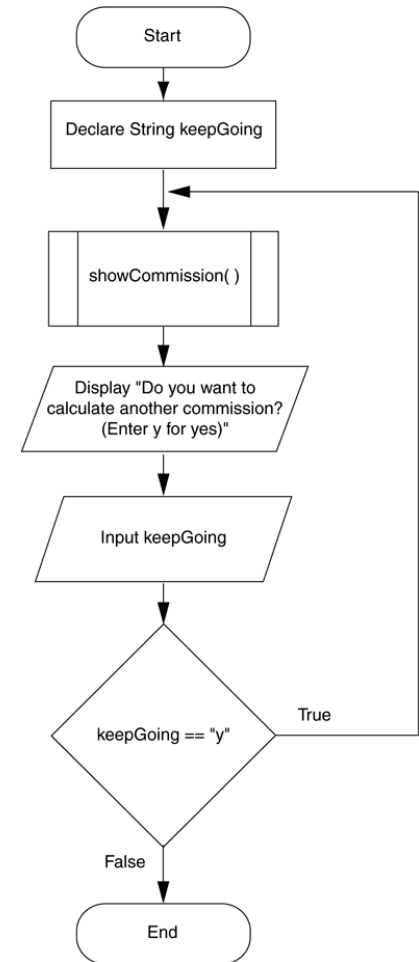 Start
Declare String keepGoing
showCommission( )
Display "Do you want to
calculate another commission?
(Enter y for yes)"
Input keepGoing
keepGoing == "y"
True
False
End